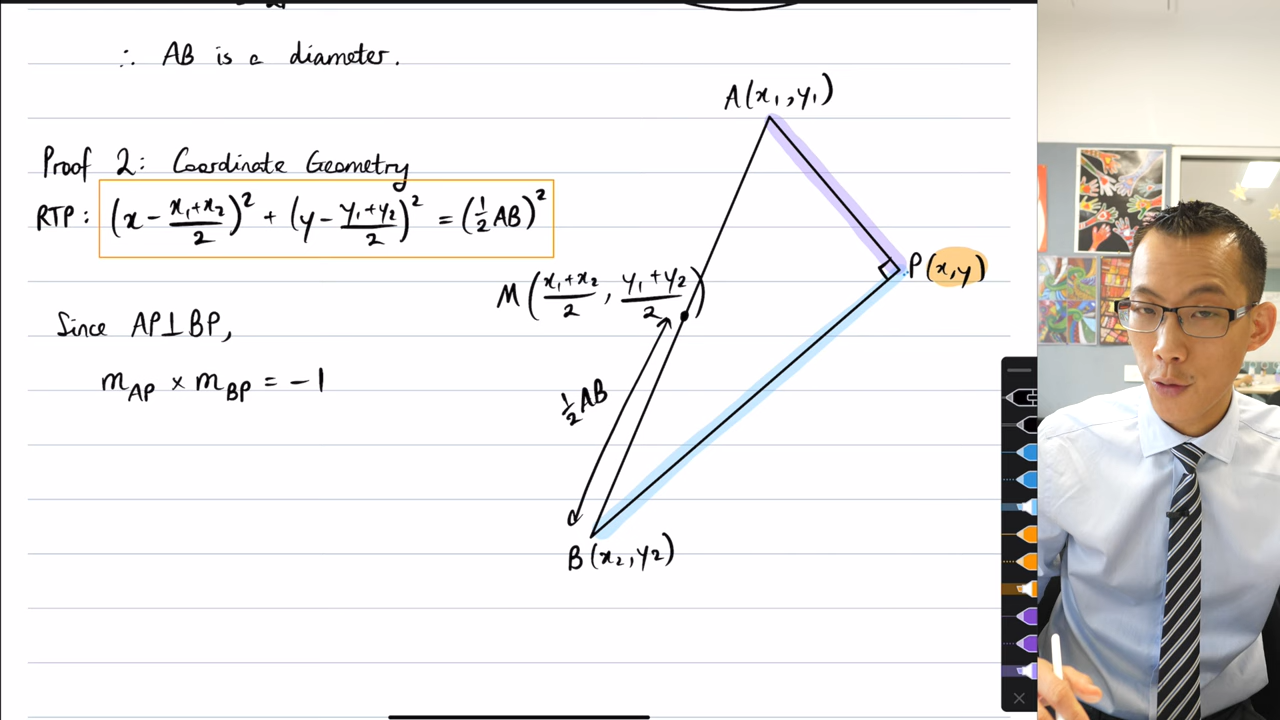 ∴ AB is a diameter.
A(x₁,y₁)
Proof 2: Coordinate Geometry
RTP: (x - (x₁+x₂)/2)² + (y - (y₁+y₂)/2)² = (½AB)²
P(x,y)
M((x₁+x₂)/2, (y₁+y₂)/2)
Since AP⊥BP,
m_AP × m_BP = -1
½AB
B(x₂,y₂)